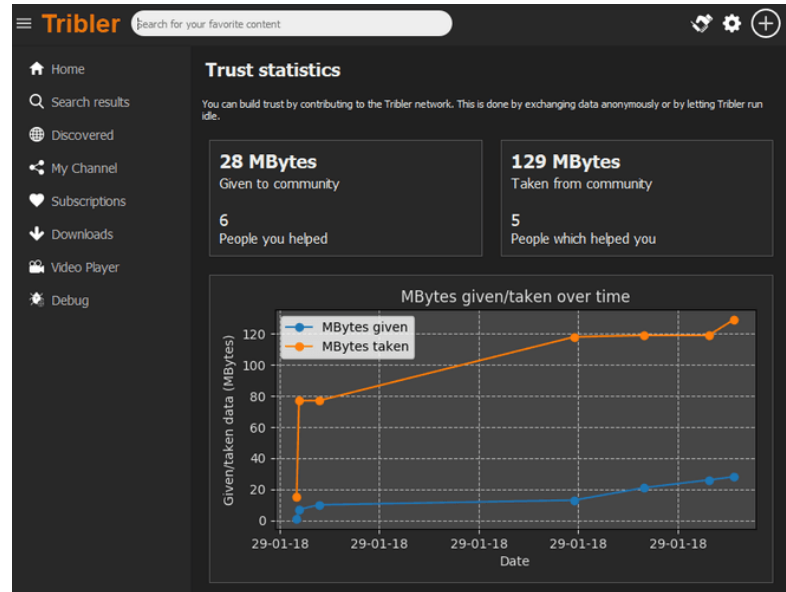 Tribler
Search for your favorite content
Home
Search results
Discovered
My Channel
Subscriptions
Downloads
Video Player
Debug
Trust statistics
You can build trust by contributing to the Tribler network. This is done by exchanging data anonymously or by letting Tribler run
idle.
28 MBytes
Given to community
6
People you helped
129 MBytes
Taken from community
5
People which helped you
MBytes given/taken over time
MBytes given
MBytes taken
Given/taken data (MBytes)
120
100
80
60
40
20
0
29-01-18 29-01-18 29-01-18 29-01-18 29-01-18
Date